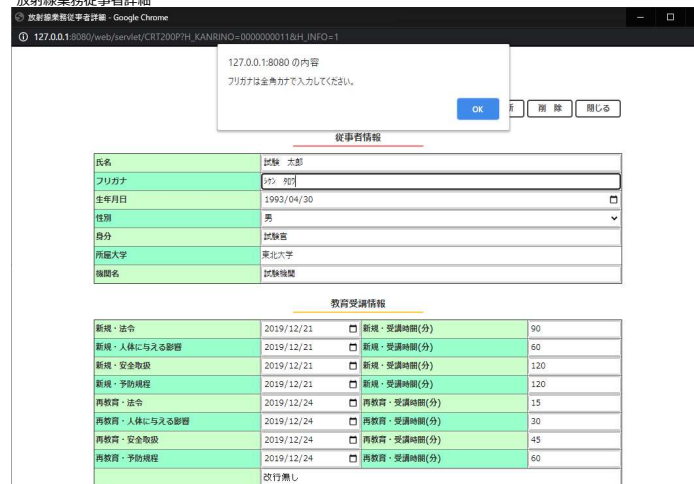 放射線業務従事者詳細
放射線業務従事者詳細 - Google Chrome
127.0.0.1:8080/web/servlet/CRT200P?H_KANRINO=0000000011&H_INFO=1
127.0.0.1:8080 の内容
フリガナは全角カナで入力してください。
OK
削 除 閉じる
従事者情報
氏名 試験 太郎
フリガナ ｼｹﾝ ﾀﾛｳ
生年月日 1993/04/30
性別 男
身分 試験官
所属大学 東北大学
機関名 試験機関
教育受講情報
新規・法令 2019/12/21 新規・受講時間(分) 90
新規・人体に与える影響 2019/12/21 新規・受講時間(分) 60
新規・安全取扱 2019/12/21 新規・受講時間(分) 120
新規・予防規程 2019/12/21 新規・受講時間(分) 120
再教育・法令 2019/12/24 再教育・受講時間(分) 15
再教育・人体に与える影響 2019/12/24 再教育・受講時間(分) 30
再教育・安全取扱 2019/12/24 再教育・受講時間(分) 45
再教育・予防規程 2019/12/24 再教育・受講時間(分) 60
改行無し